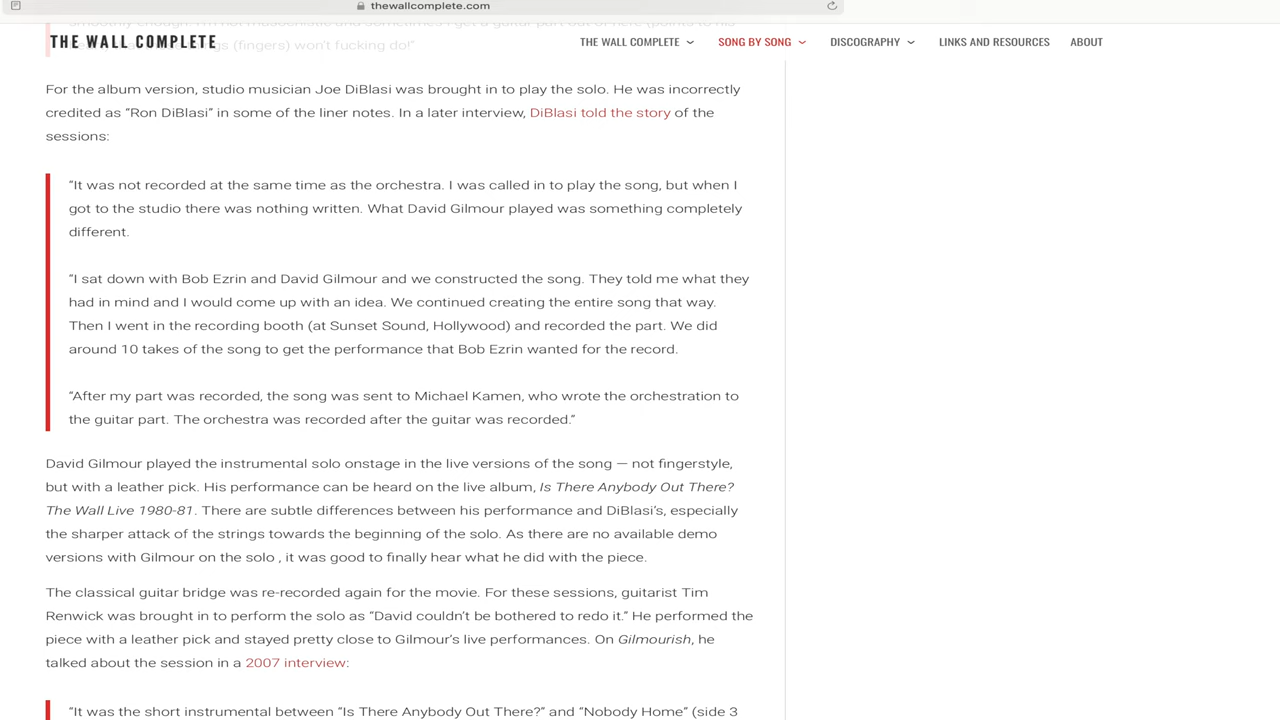 thewallcomplete.com
THE WALL COMPLETE
THE WALL COMPLETE
SONG BY SONG
DISCOGRAPHY
LINKS AND RESOURCES
ABOUT
(fingers) won't fucking do!”
For the album version, studio musician Joe DiBlasi was brought in to play the solo. He was incorrectly
credited as “Ron DiBlasi” in some of the liner notes. In a later interview, DiBlasi told the story of the
sessions:
“It was not recorded at the same time as the orchestra. I was called in to play the song, but when I
got to the studio there was nothing written. What David Gilmour played was something completely
different.
“I sat down with Bob Ezrin and David Gilmour and we constructed the song. They told me what they
had in mind and I would come up with an idea. We continued creating the entire song that way.
Then I went in the recording booth (at Sunset Sound, Hollywood) and recorded the part. We did
around 10 takes of the song to get the performance that Bob Ezrin wanted for the record.
“After my part was recorded, the song was sent to Michael Kamen, who wrote the orchestration to
the guitar part. The orchestra was recorded after the guitar was recorded.”
David Gilmour played the instrumental solo onstage in the live versions of the song — not fingerstyle,
but with a leather pick. His performance can be heard on the live album, Is There Anybody Out There?
The Wall Live 1980-81. There are subtle differences between his performance and DiBlasi's, especially
the sharper attack of the strings towards the beginning of the solo. As there are no available demo
versions with Gilmour on the solo , it was good to finally hear what he did with the piece.
The classical guitar bridge was re-recorded again for the movie. For these sessions, guitarist Tim
Renwick was brought in to perform the solo as “David couldn't be bothered to redo it.” He performed the
piece with a leather pick and stayed pretty close to Gilmour's live performances. On Gilmourish, he
talked about the session in a 2007 interview:
“It was the short instrumental between “Is There Anybody Out There?” and “Nobody Home” (side 3